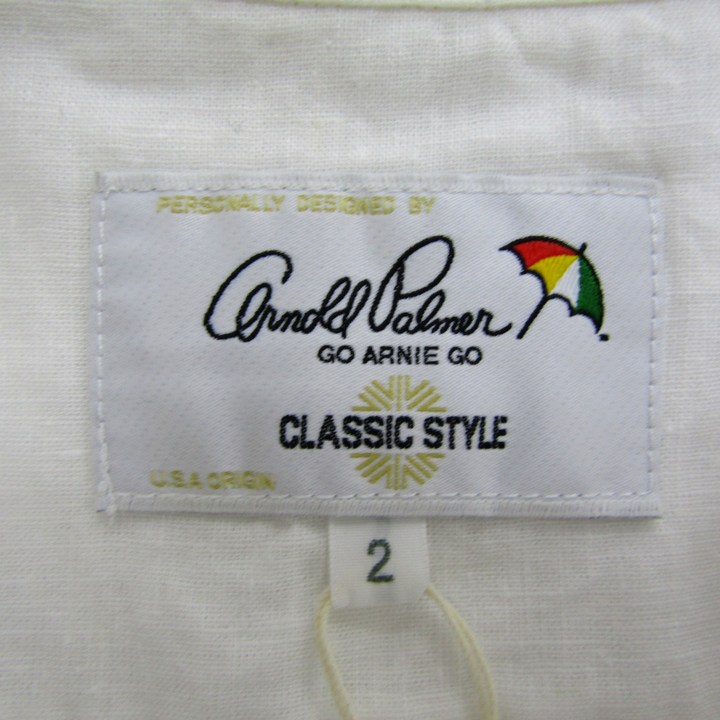 PERSONALLY DESIGNED BY
Arnold Palmer
GO ARNIE GO
CLASSIC STYLE
U.S.A ORIGIN
2